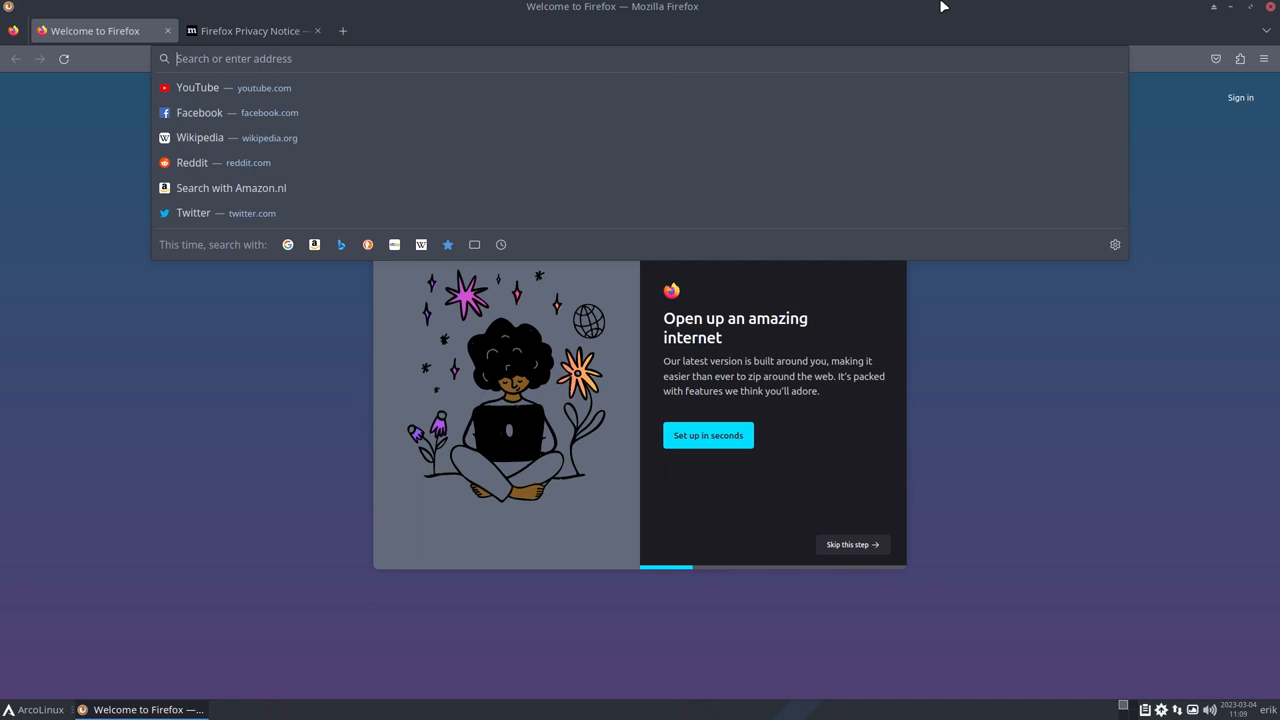 Welcome to Firefox — Mozilla Firefox
Welcome to Firefox
Firefox Privacy Notice —
Search or enter address
YouTube — youtube.com
Facebook — facebook.com
Wikipedia — wikipedia.org
Reddit — reddit.com
Search with Amazon.nl
Twitter — twitter.com
This time, search with:
Sign in
Open up an amazing
internet
Our latest version is built around you, making it
easier than ever to zip around the web. It's packed
with features we think you'll adore.
Set up in seconds
Skip this step →
ArcoLinux
Welcome to Firefox —...
2023-03-04
11:09
erik